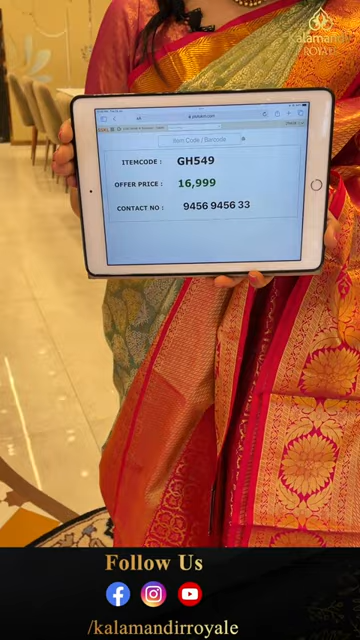 Kalamandir
ROYALE
Item Code / Barcode
ITEMCODE : GH549
OFFER PRICE : 16,999
CONTACT NO : 9456 9456 33
Follow Us
/kalamandirroyale